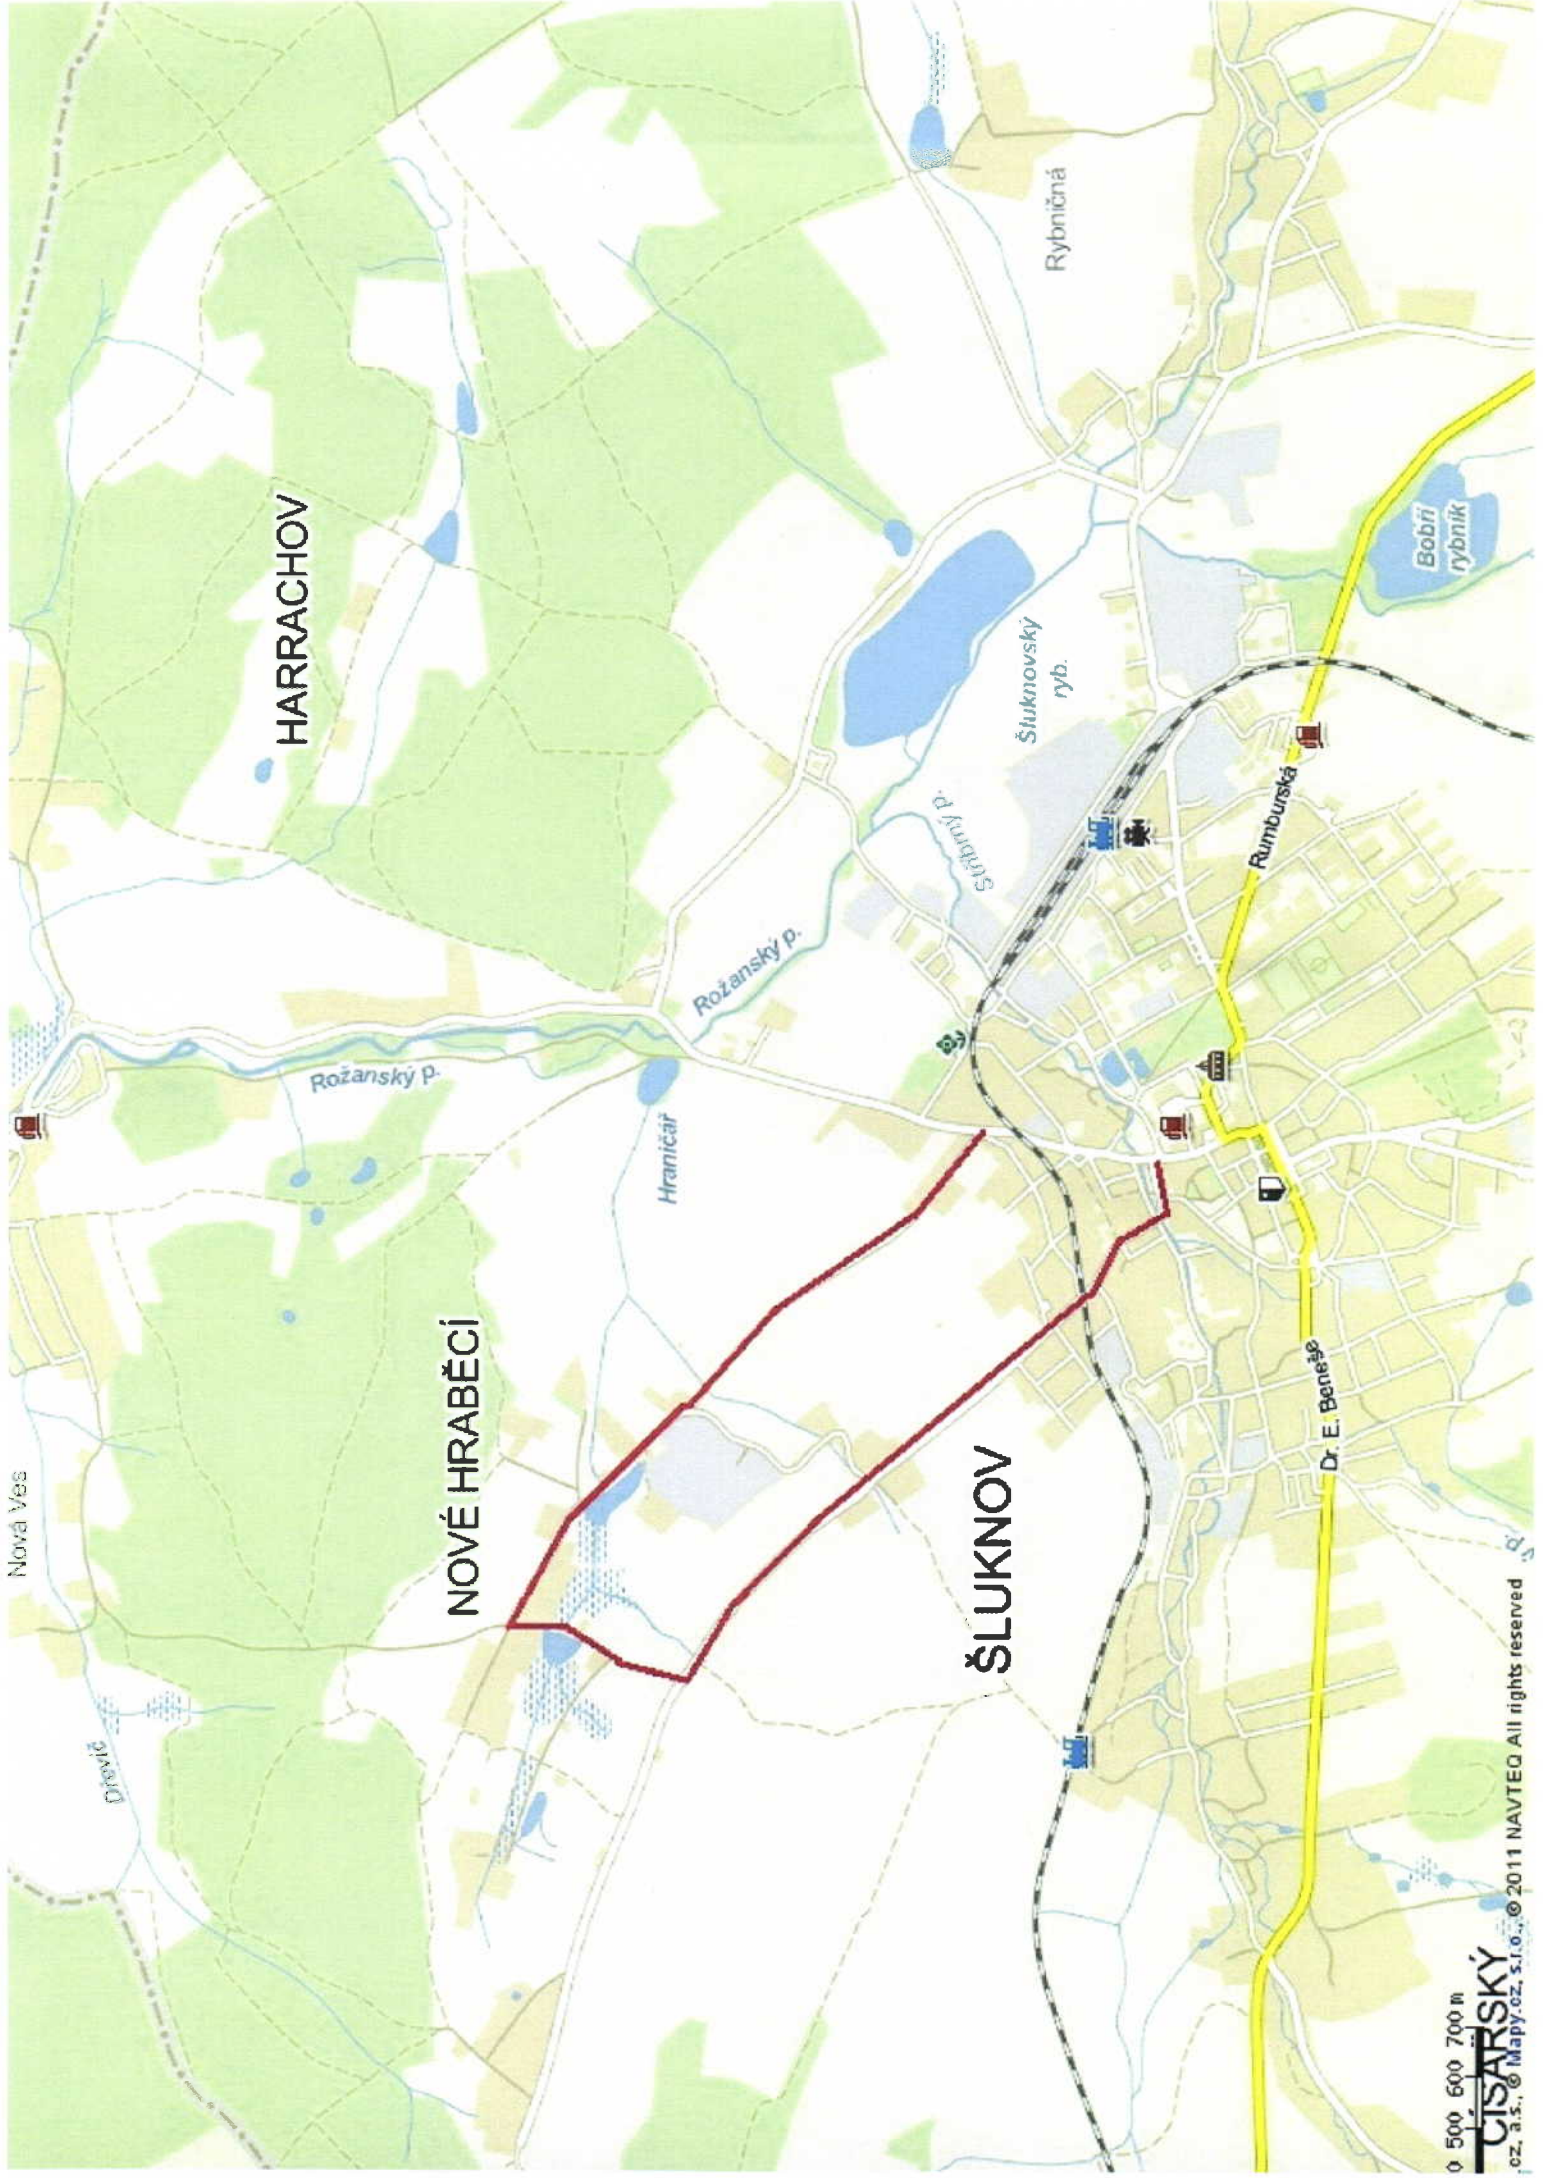 Nová Ves
HARRACHOV
Dřevič
Rožanský p.
NOVÉ HRABĚCÍ
Hraničář
Rožanský p.
Stříbrný p.
Rybničná
Šluknovský
ryb.
ŠLUKNOV
Rumburská
Bobří
rybník
Dr. E. Beneše
0 500 600 700 m
CÍSAŘSKÝ
cz, a.s., © Mapy.cz, s.r.o., © 2011 NAVTEQ All rights reserved